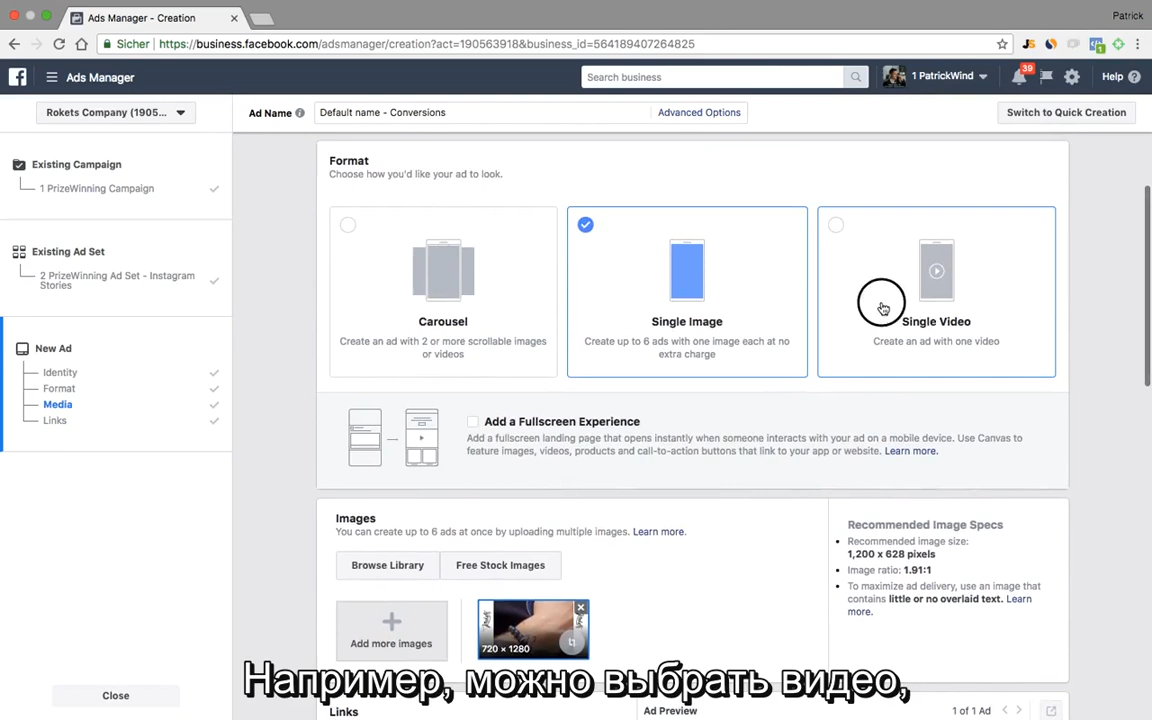 Ads Manager - Creation
Patrick
Sicher https://business.facebook.com/adsmanager/creation?act=190563918&business_id=564189407264825
JS
1
Ads Manager
Search business
1 PatrickWind
39
Help
Rokets Company (1905...
Ad Name
Default name - Conversions
Advanced Options
Switch to Quick Creation
Existing Campaign
1 PrizeWinning Campaign
Existing Ad Set
2 PrizeWinning Ad Set - Instagram
Stories
New Ad
Identity
Format
Media
Links
Close
Format
Choose how you'd like your ad to look.
Carousel
Create an ad with 2 or more scrollable images
or videos
Single Image
Create up to 6 ads with one image each at no
extra charge
Single Video
Create an ad with one video
Add a Fullscreen Experience
Add a fullscreen landing page that opens instantly when someone interacts with your ad on a mobile device. Use Canvas to
feature images, videos, products and call-to-action buttons that link to your app or website. Learn more.
Images
You can create up to 6 ads at once by uploading multiple images. Learn more.
Browse Library
Free Stock Images
Add more images
720 x 1280
Recommended Image Specs
Recommended image size:
1,200 x 628 pixels
Image ratio: 1.91:1
To maximize ad delivery, use an image that
contains little or no overlaid text. Learn
more.
Например, можно выбрать видео,
Links
Ad Preview
1 of 1 Ad